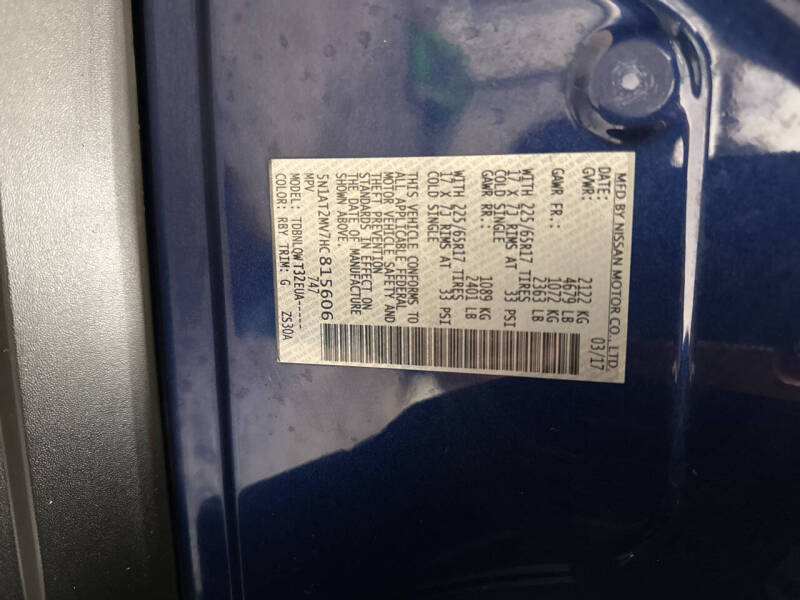 MFD BY NISSAN MOTOR CO., LTD.
DATE: 03/17
GVWR: 2122 KG
4679 LB
GAWR FR.: 1072 KG
2363 LB
WITH 225/65R17 TIRES
17 X 7J RIMS AT 33 PSI
COLD SINGLE
GAWR RR.: 1089 KG
2401 LB
WITH 225/65R17 TIRES
17 X 7J RIMS AT 33 PSI
COLD SINGLE
THIS VEHICLE CONFORMS TO
ALL APPLICABLE FEDERAL
MOTOR VEHICLE SAFETY AND
THEFT PREVENTION
STANDARDS IN EFFECT ON
THE DATE OF MANUFACTURE
SHOWN ABOVE.
5N1AT2MV7HC815606
MPV 747
MODEL: TDBNLQWT32EUA-----
COLOR: RBY TRIM: G ZS30A